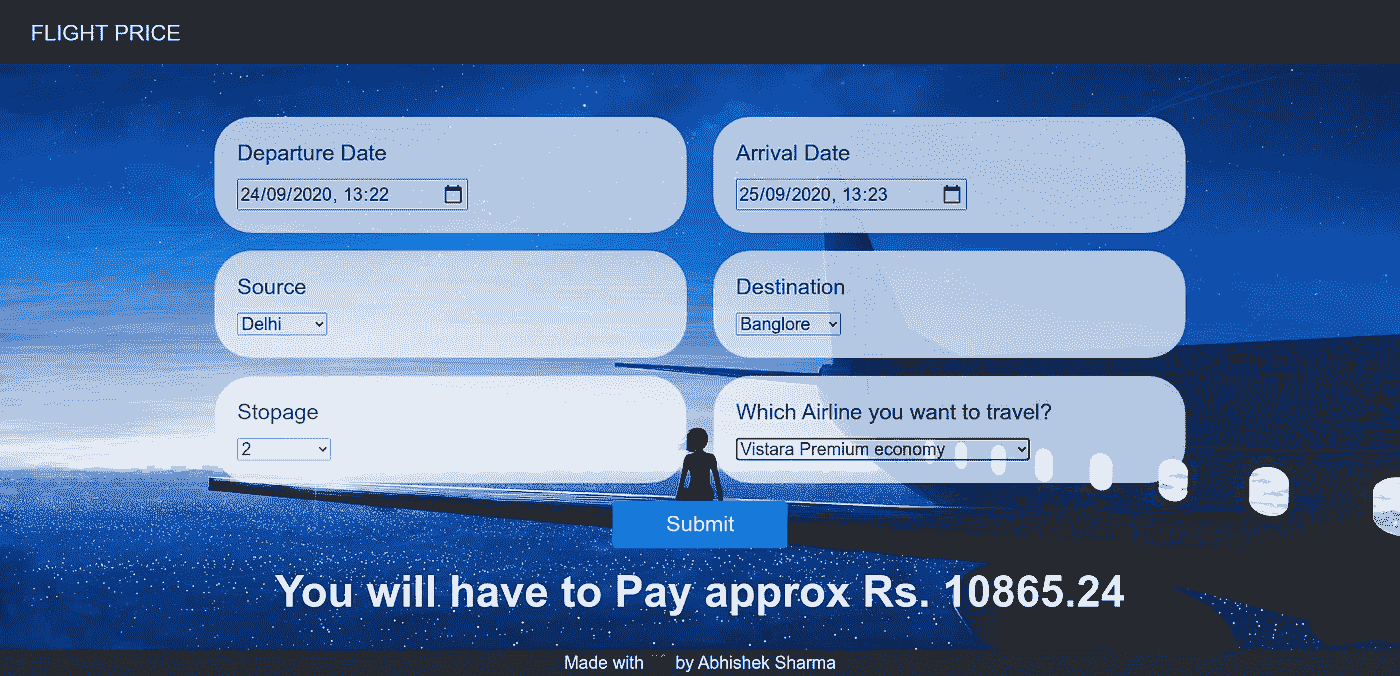 FLIGHT PRICE
Departure Date
24/09/2020, 13:22
Arrival Date
25/09/2020, 13:23
Source
Delhi
Destination
Banglore
Stopage
2
Which Airline you want to travel?
Vistara Premium economy
Submit
You will have to Pay approx Rs. 10865.24
Made with by Abhishek Sharma